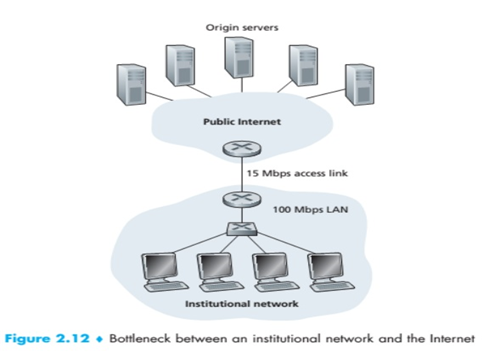 Origin servers
Public Internet
15 Mbps access link
100 Mbps LAN
Institutional network
Figure 2.12 ♦ Bottleneck between an institutional network and the Internet